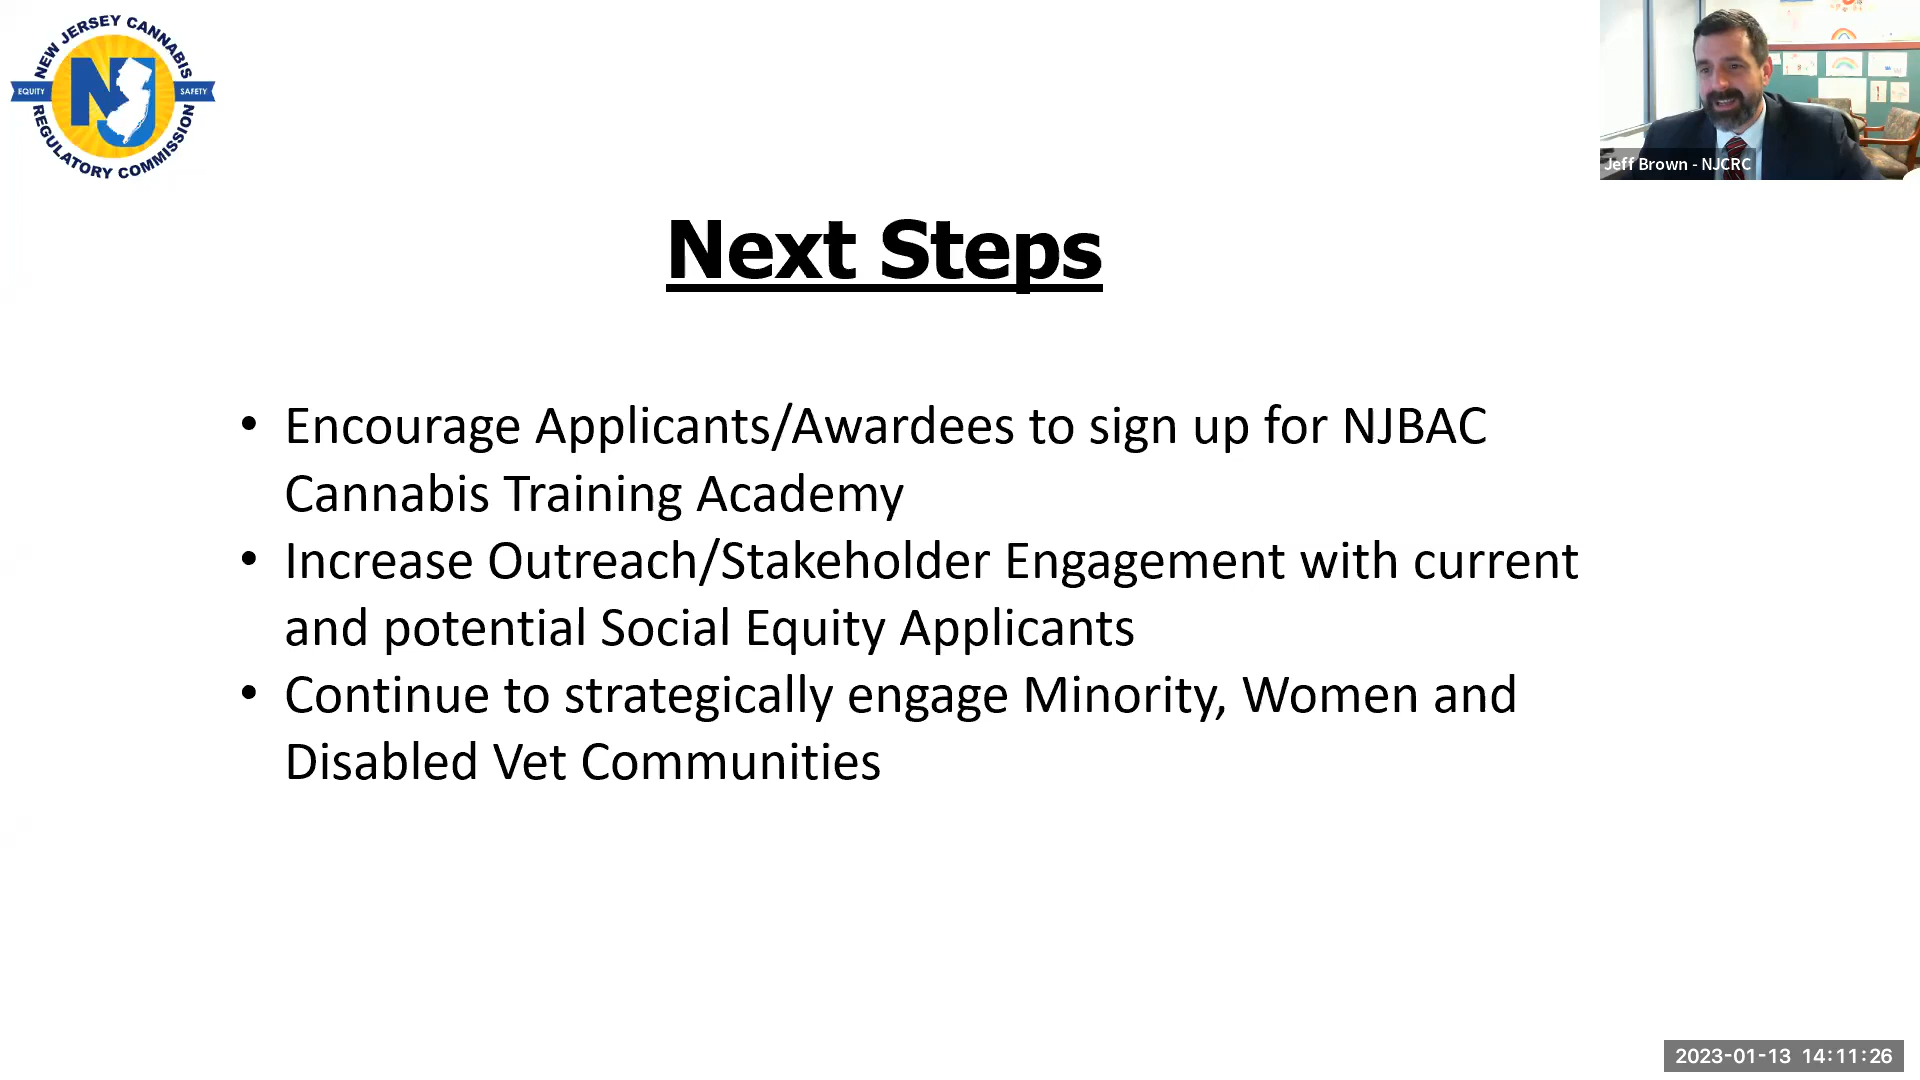 NEW JERSEY CANNABIS
EQUITY
NJ
SAFETY
REGULATORY COMMISSION
Jeff Brown - NJCRC
Next Steps
• Encourage Applicants/Awardees to sign up for NJBAC
Cannabis Training Academy
• Increase Outreach/Stakeholder Engagement with current
and potential Social Equity Applicants
• Continue to strategically engage Minority, Women and
Disabled Vet Communities
2023-01-13 14:11:26